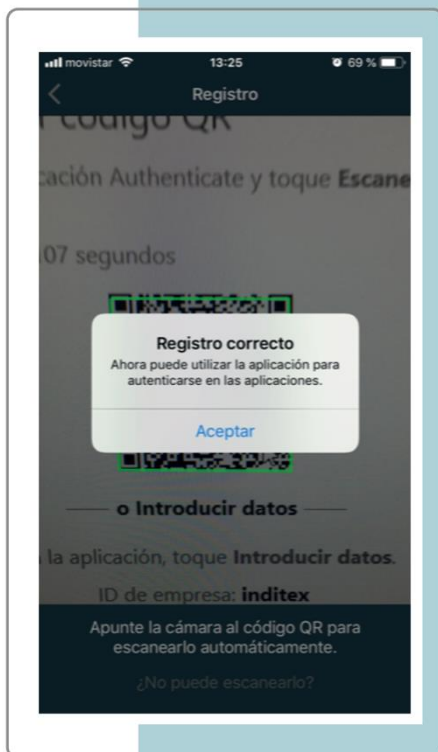 movistar 13:25 69 %
Registro
código QR
cación Authenticate y toque Escane
07 segundos
Registro correcto
Ahora puede utilizar la aplicación para
autenticarse en las aplicaciones.
Aceptar
o Introducir datos
la aplicación, toque Introducir datos.
ID de empresa: inditex
Apunte la cámara al código QR para
escanearlo automáticamente.
¿No puede escanearlo?